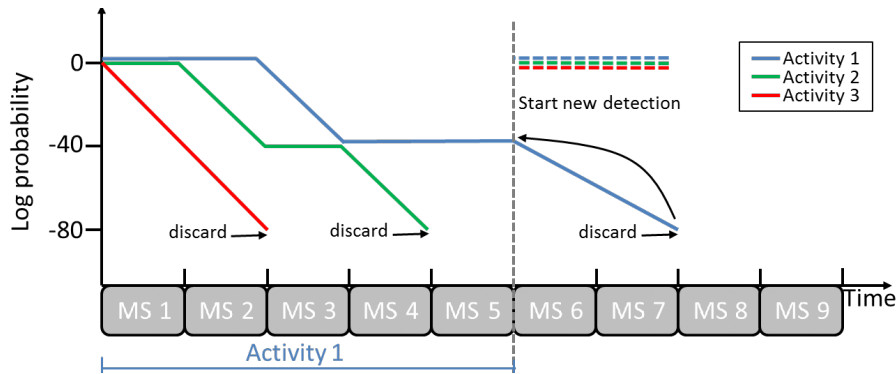 Log probability
0
-40
-80
discard
discard
discard
Start new detection
Activity 1
Activity 2
Activity 3
MS 1
MS 2
MS 3
MS 4
MS 5
MS 6
MS 7
MS 8
MS 9
Time
Activity 1